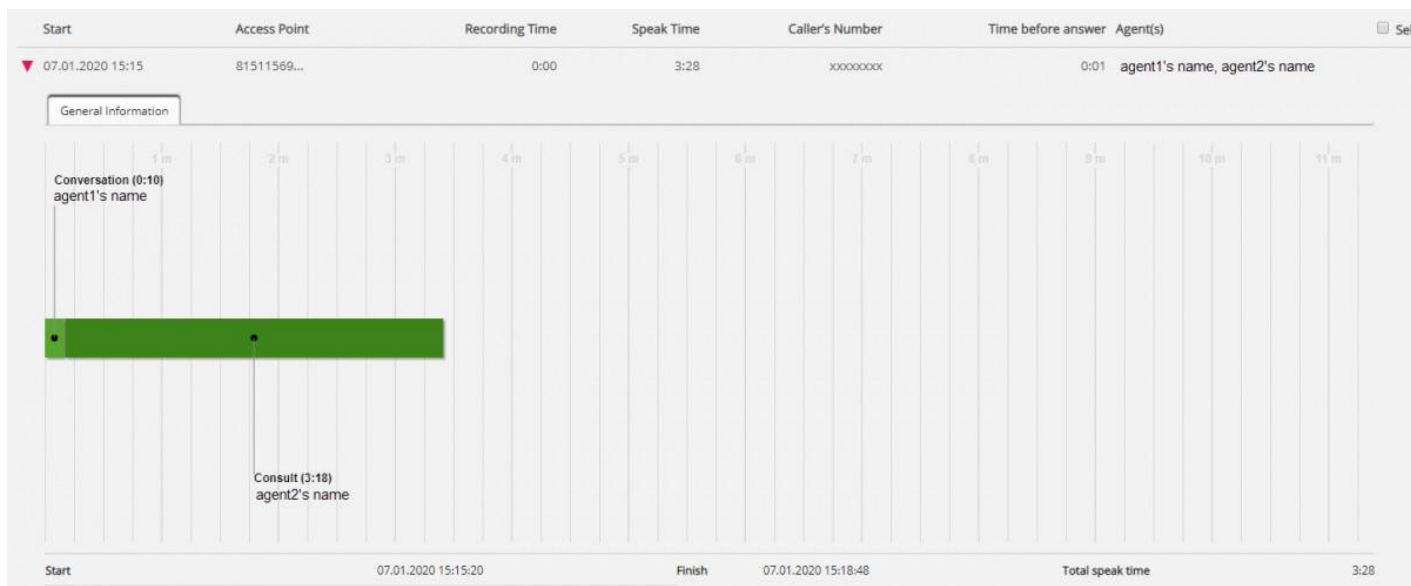 Start Access Point Recording Time Speak Time Caller's Number Time before answer Agent(s) Sel
07.01.2020 15:15 81511569... 0:00 3:28 xxxxxxxx 0:01 agent1's name, agent2's name
General Information
1 m 2 m 3 m 4 m 5 m 6 m 7 m 8 m 9 m 10 m 11 m
Conversation (0:10)
agent1's name
Consult (3:18)
agent2's name
Start 07.01.2020 15:15:20 Finish 07.01.2020 15:18:48 Total speak time 3:28